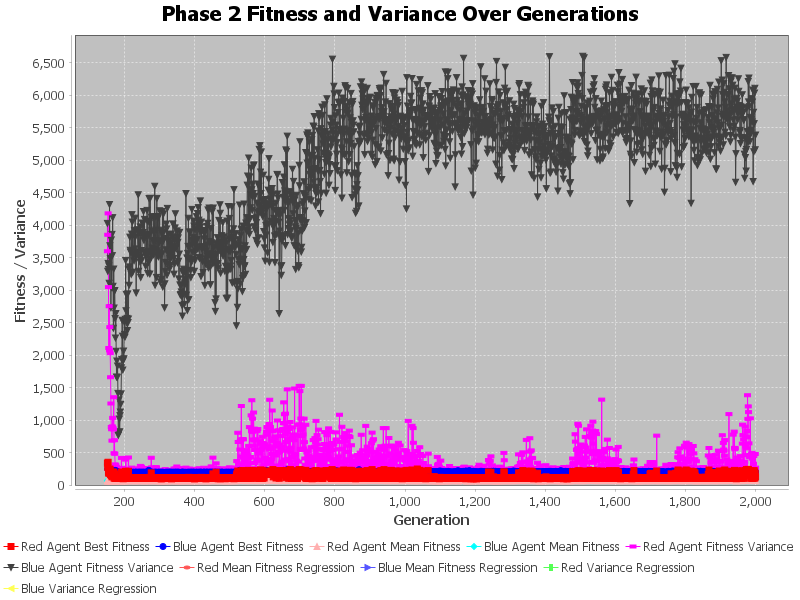 Phase 2 Fitness and Variance Over Generations
6,500
6,000
5,500
5,000
4,500
4,000
3,500
3,000
2,500
2,000
1,500
1,000
500
0
Fitness / Variance
200 400 600 800 1,000 1,200 1,400 1,600 1,800 2,000
Generation
Red Agent Best Fitness Blue Agent Best Fitness Red Agent Mean Fitness Blue Agent Mean Fitness Red Agent Fitness Variance
Blue Agent Fitness Variance Red Mean Fitness Regression Blue Mean Fitness Regression Red Variance Regression
Blue Variance Regression